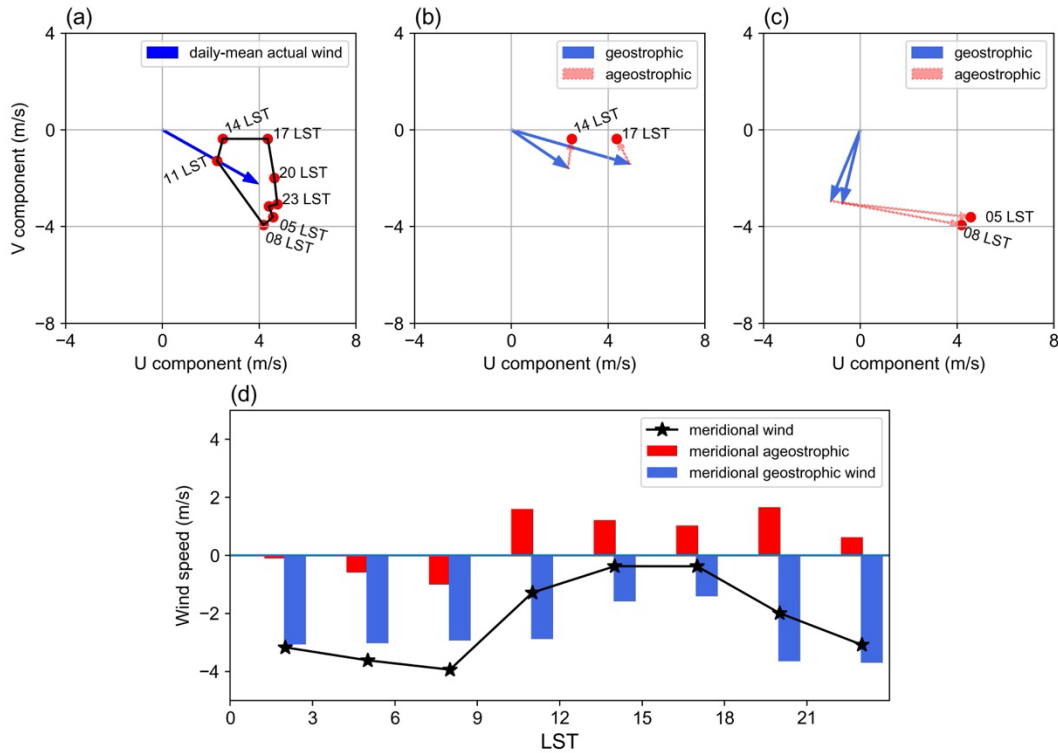 (a)
daily-mean actual wind
14 LST
17 LST
11 LST
20 LST
23 LST
05 LST
08 LST
4
0
−4
−8
V component (m/s)
−4
0
4
8
U component (m/s)
(b)
geostrophic
ageostrophic
14 LST
17 LST
4
0
−4
−8
−4
0
4
8
U component (m/s)
(c)
geostrophic
ageostrophic
05 LST
08 LST
4
0
−4
−8
−4
0
4
8
U component (m/s)
(d)
meridional wind
meridional ageostrophic
meridional geostrophic wind
4
2
0
−2
−4
Wind speed (m/s)
0
3
6
9
12
15
18
21
LST